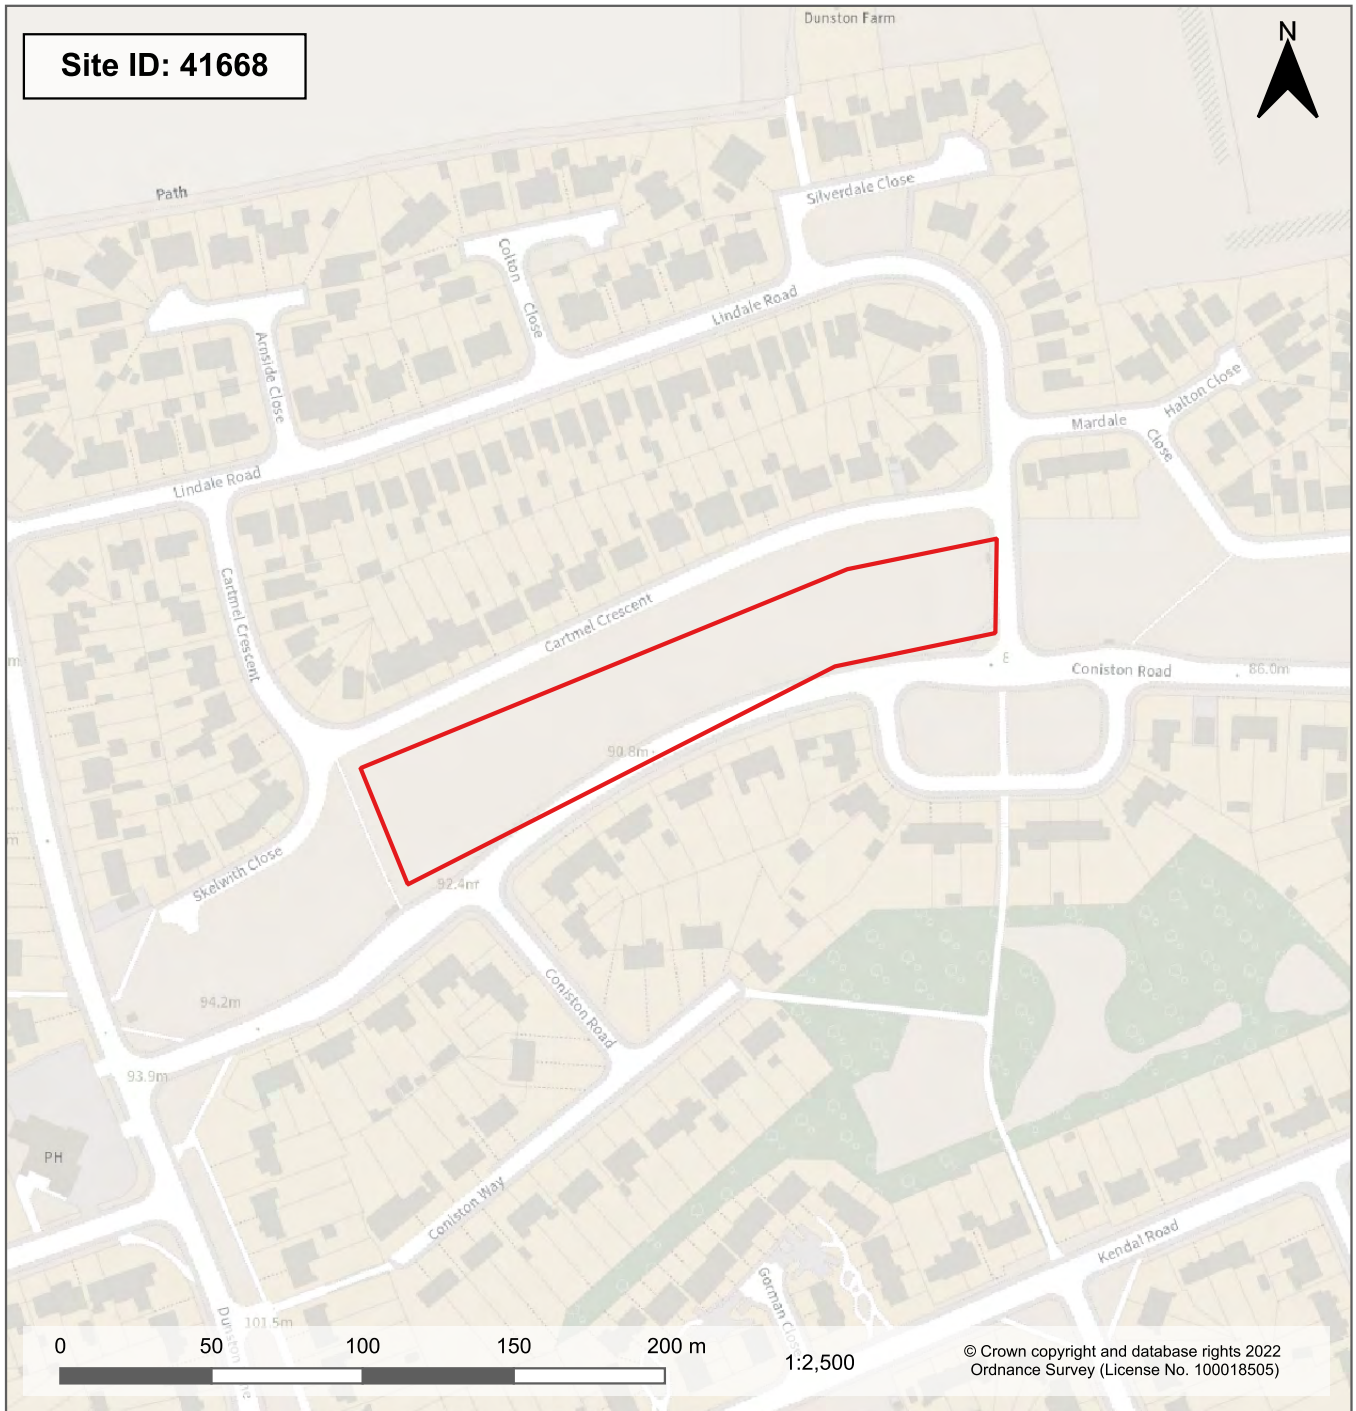 Dunston Farm
N
Site ID: 41668
Path
Silverdale Close
Colton
Close
Lindale Road
Arnside Close
Halton Close
Mardale
Close
Lindale Road
Cartmel Crescent
Cartmel Crescent
m
E
Coniston Road
86.0m
90.8m
m
Skelwith Close
92.4m
94.2m
Coniston Road
93.9m
PH
Coniston Way
Kendal Road
Gorman Close
Dunston
101.5m
0 50 100 150 200 m
1:2,500
© Crown copyright and database rights 2022
Ordnance Survey (License No. 100018505)